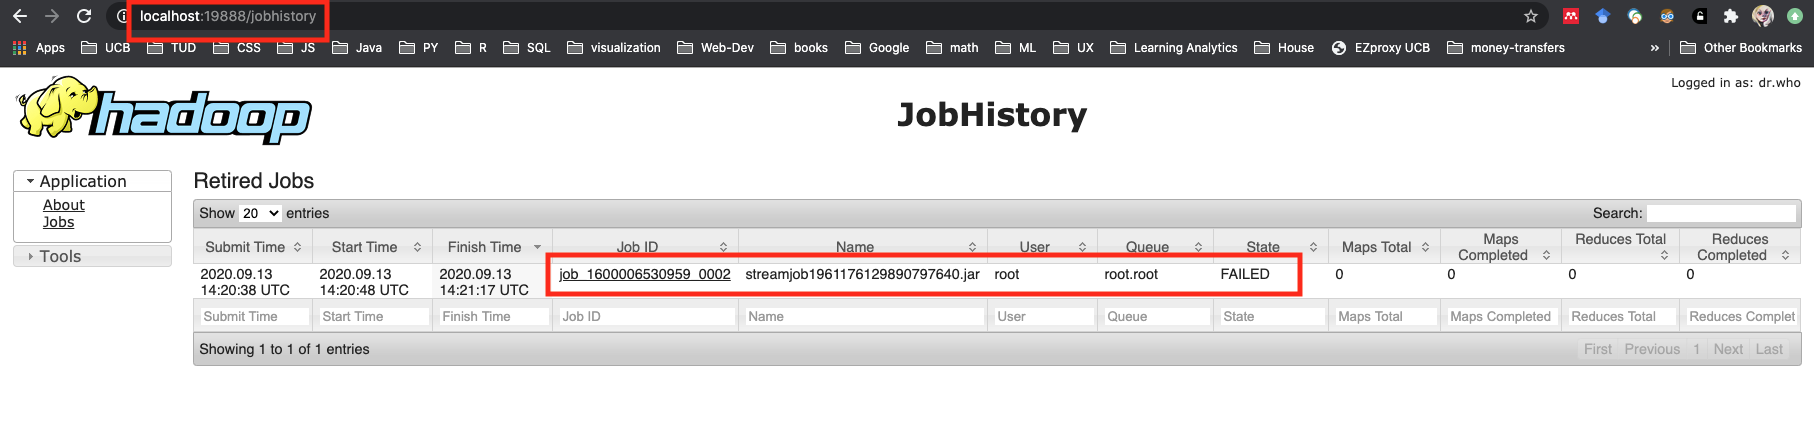 localhost:19888/jobhistory
Apps UCB TUD CSS JS Java PY R SQL visualization Web-Dev books Google math ML UX Learning Analytics House EZproxy UCB money-transfers » Other Bookmarks
Logged in as: dr.who
hadoop
JobHistory
Application
About
Jobs
Tools
Retired Jobs
Show 20 entries Search:
Submit Time Start Time Finish Time Job ID Name User Queue State Maps Total Maps Completed Reduces Total Reduces Completed
2020.09.13 14:20:38 UTC 2020.09.13 14:20:48 UTC 2020.09.13 14:21:17 UTC job_1600006530959_0002 streamjob1961176129890797640.jar root root.root FAILED 0 0 0 0
Submit Time Start Time Finish Time Job ID Name User Queue State Maps Total Maps Completed Reduces Total Reduces Complet
Showing 1 to 1 of 1 entries First Previous 1 Next Last